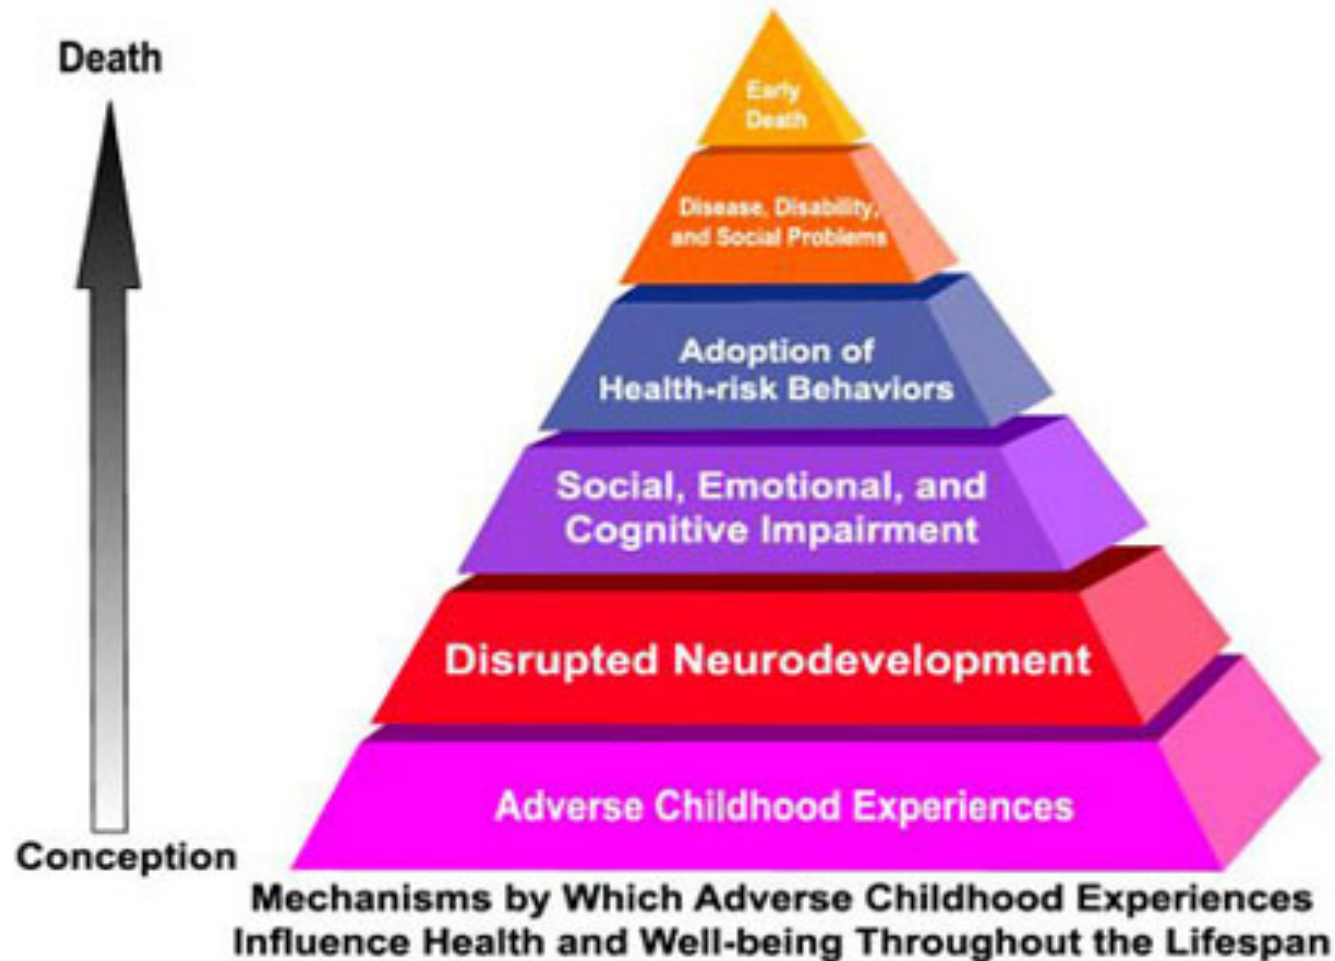 Death
Early
Death
Disease, Disability,
and Social Problems
Adoption of
Health-risk Behaviors
Social, Emotional, and
Cognitive Impairment
Disrupted Neurodevelopment
Adverse Childhood Experiences
Conception
Mechanisms by Which Adverse Childhood Experiences
Influence Health and Well-being Throughout the Lifespan